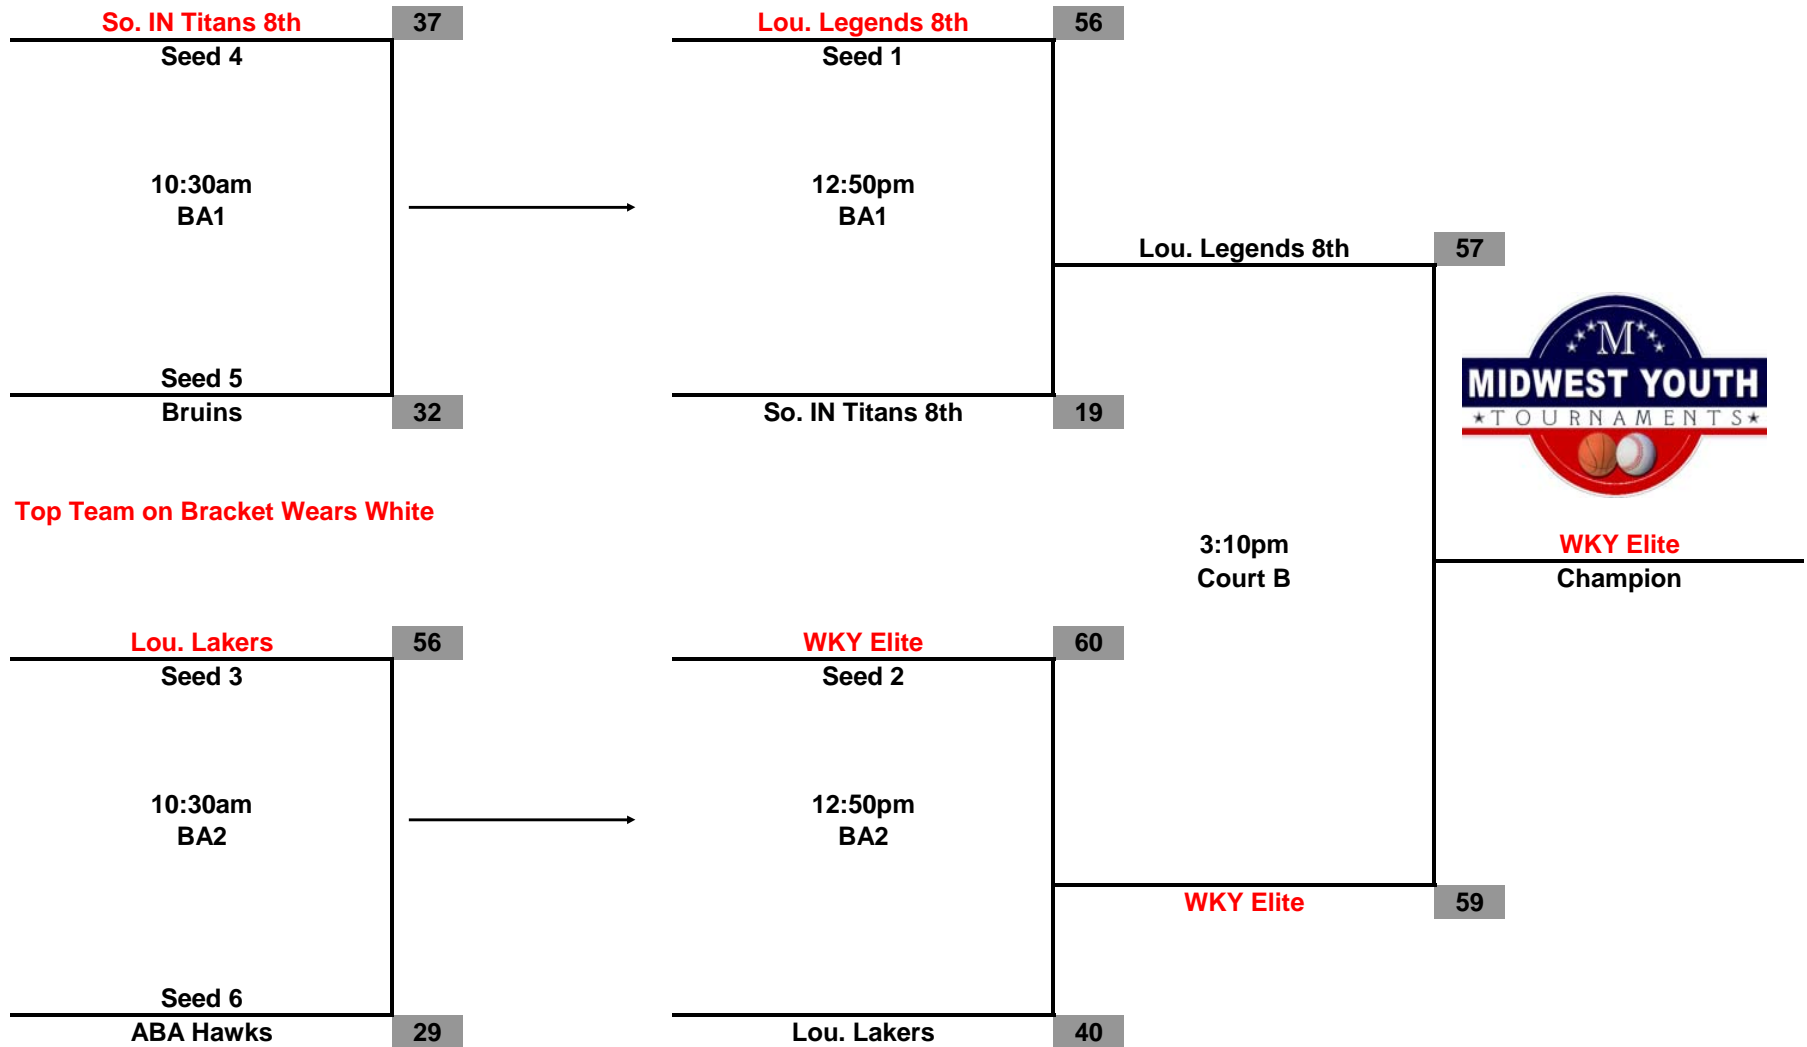 So. IN Titans 8th 37 Lou. Legends 8th 56
Seed 4 Seed 1
10:30am 12:50pm
BA1 BA1
Lou. Legends 8th 57
M
MIDWEST YOUTH
TOURNAMENTS
Seed 5
Bruins 32 So. IN Titans 8th 19
Top Team on Bracket Wears White
3:10pm WKY Elite
Court B Champion
Lou. Lakers 56 WKY Elite 60
Seed 3 Seed 2
10:30am 12:50pm
BA2 BA2
WKY Elite 59
Seed 6
ABA Hawks 29 Lou. Lakers 40